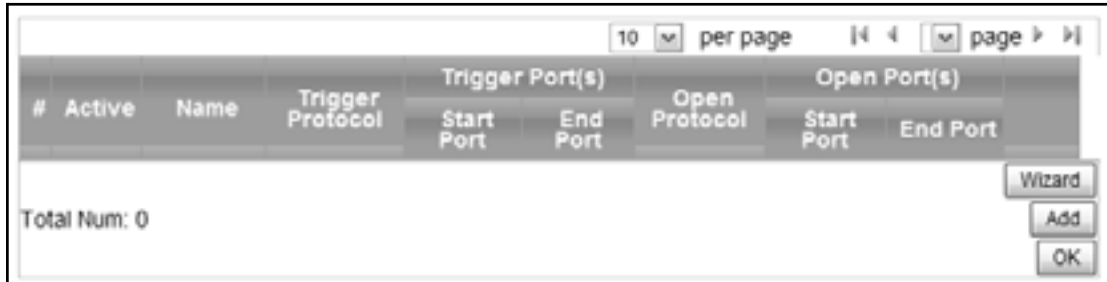 10 per page page
Trigger Port(s) Open Port(s)
# Active Name Trigger Protocol Start Port End Port Open Protocol Start Port End Port
Wizard
Total Num: 0
Add
OK